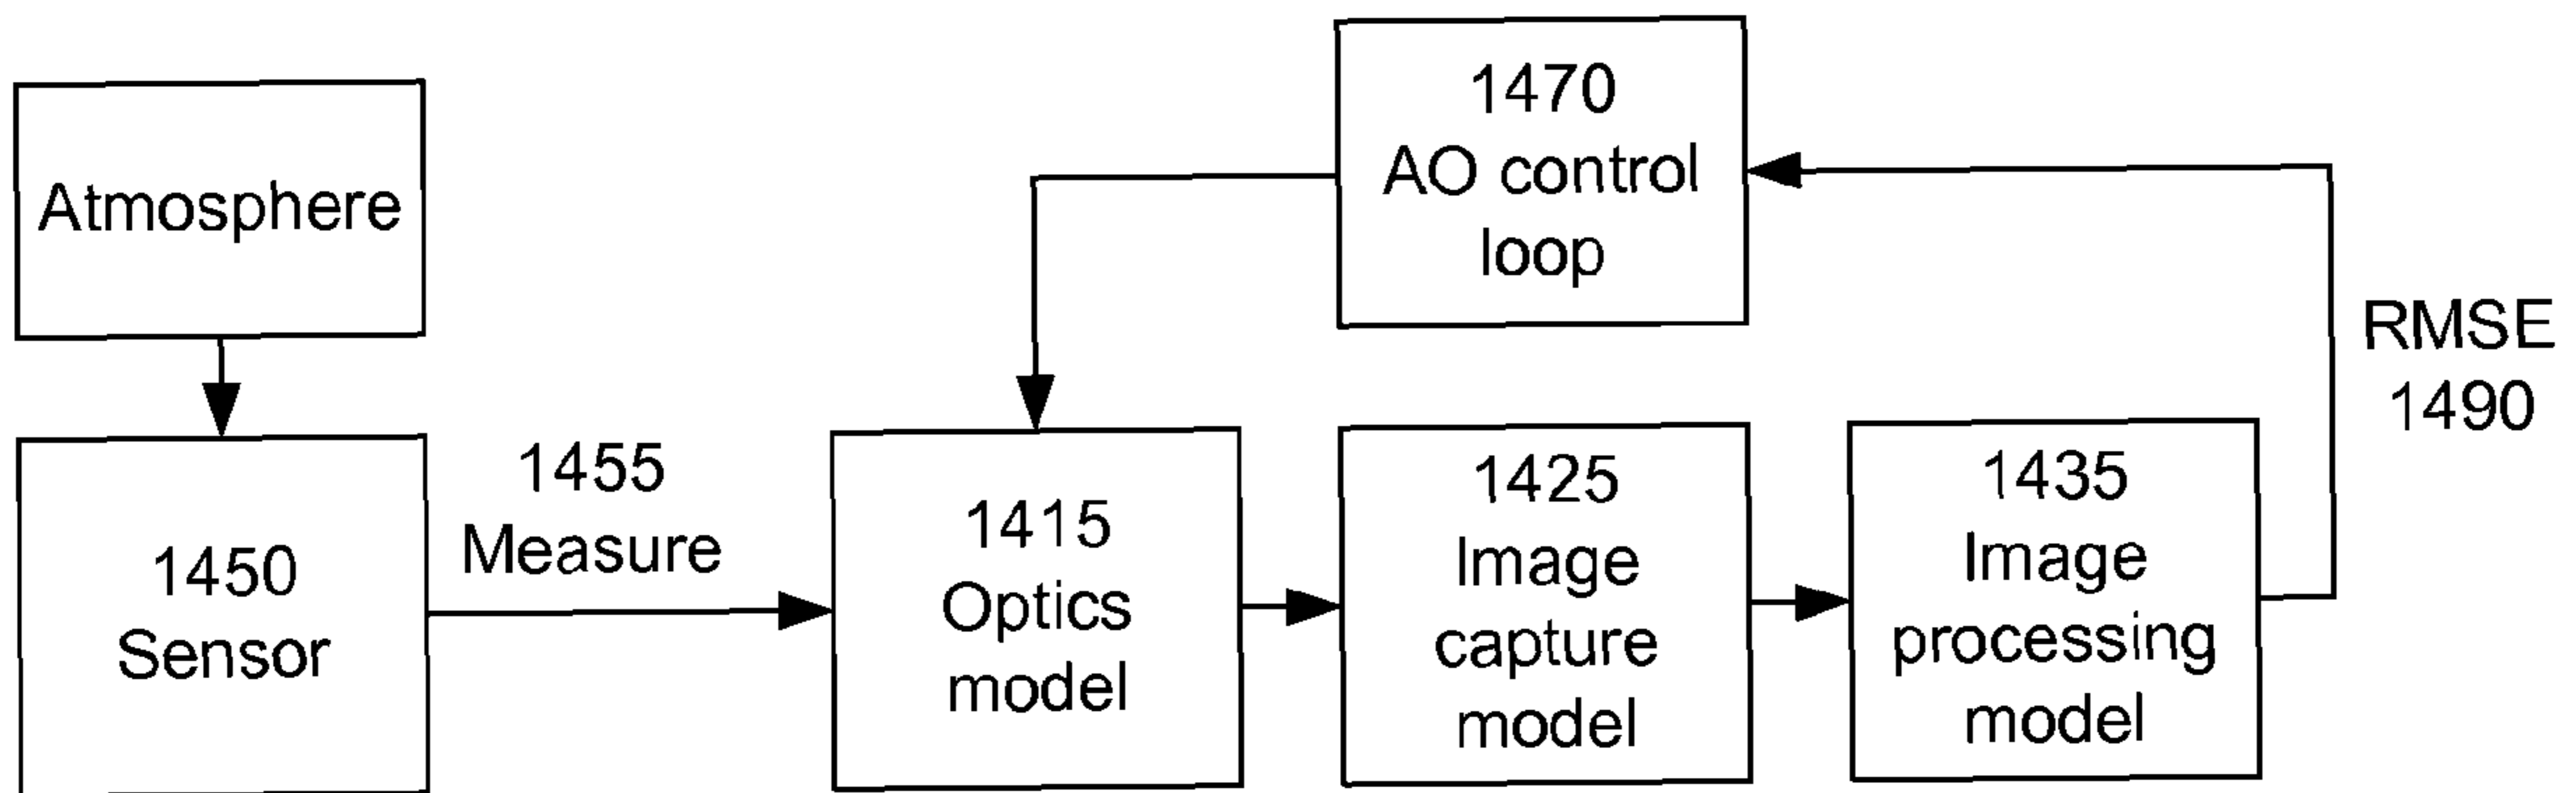 Atmosphere
1450
Sensor
1455
Measure
1415
Optics
model
1470
AO control
loop
1425
Image
capture
model
1435
Image
processing
model
RMSE
1490